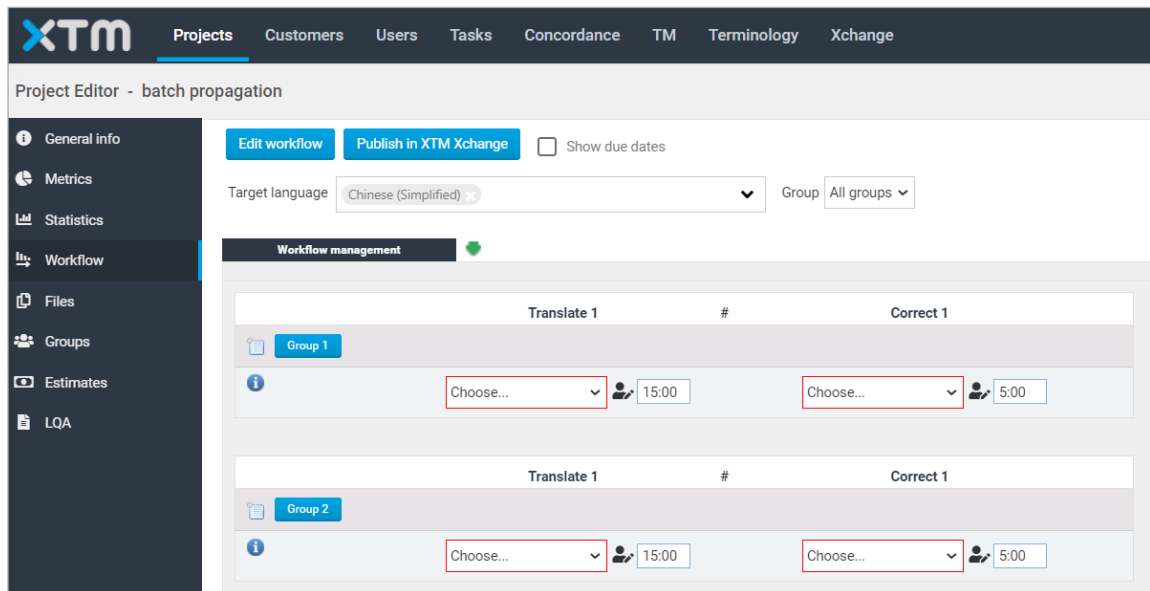 XTM Projects Customers Users Tasks Concordance TM Terminology Xchange
Project Editor - batch propagation
General info
Metrics
Statistics
Workflow
Files
Groups
Estimates
LQA
Edit workflow Publish in XTM Xchange Show due dates
Target language Chinese (Simplified) × Group All groups
Workflow management
Translate 1 # Correct 1
Group 1
Choose... 15:00 Choose... 5:00
Translate 1 # Correct 1
Group 2
Choose... 15:00 Choose... 5:00